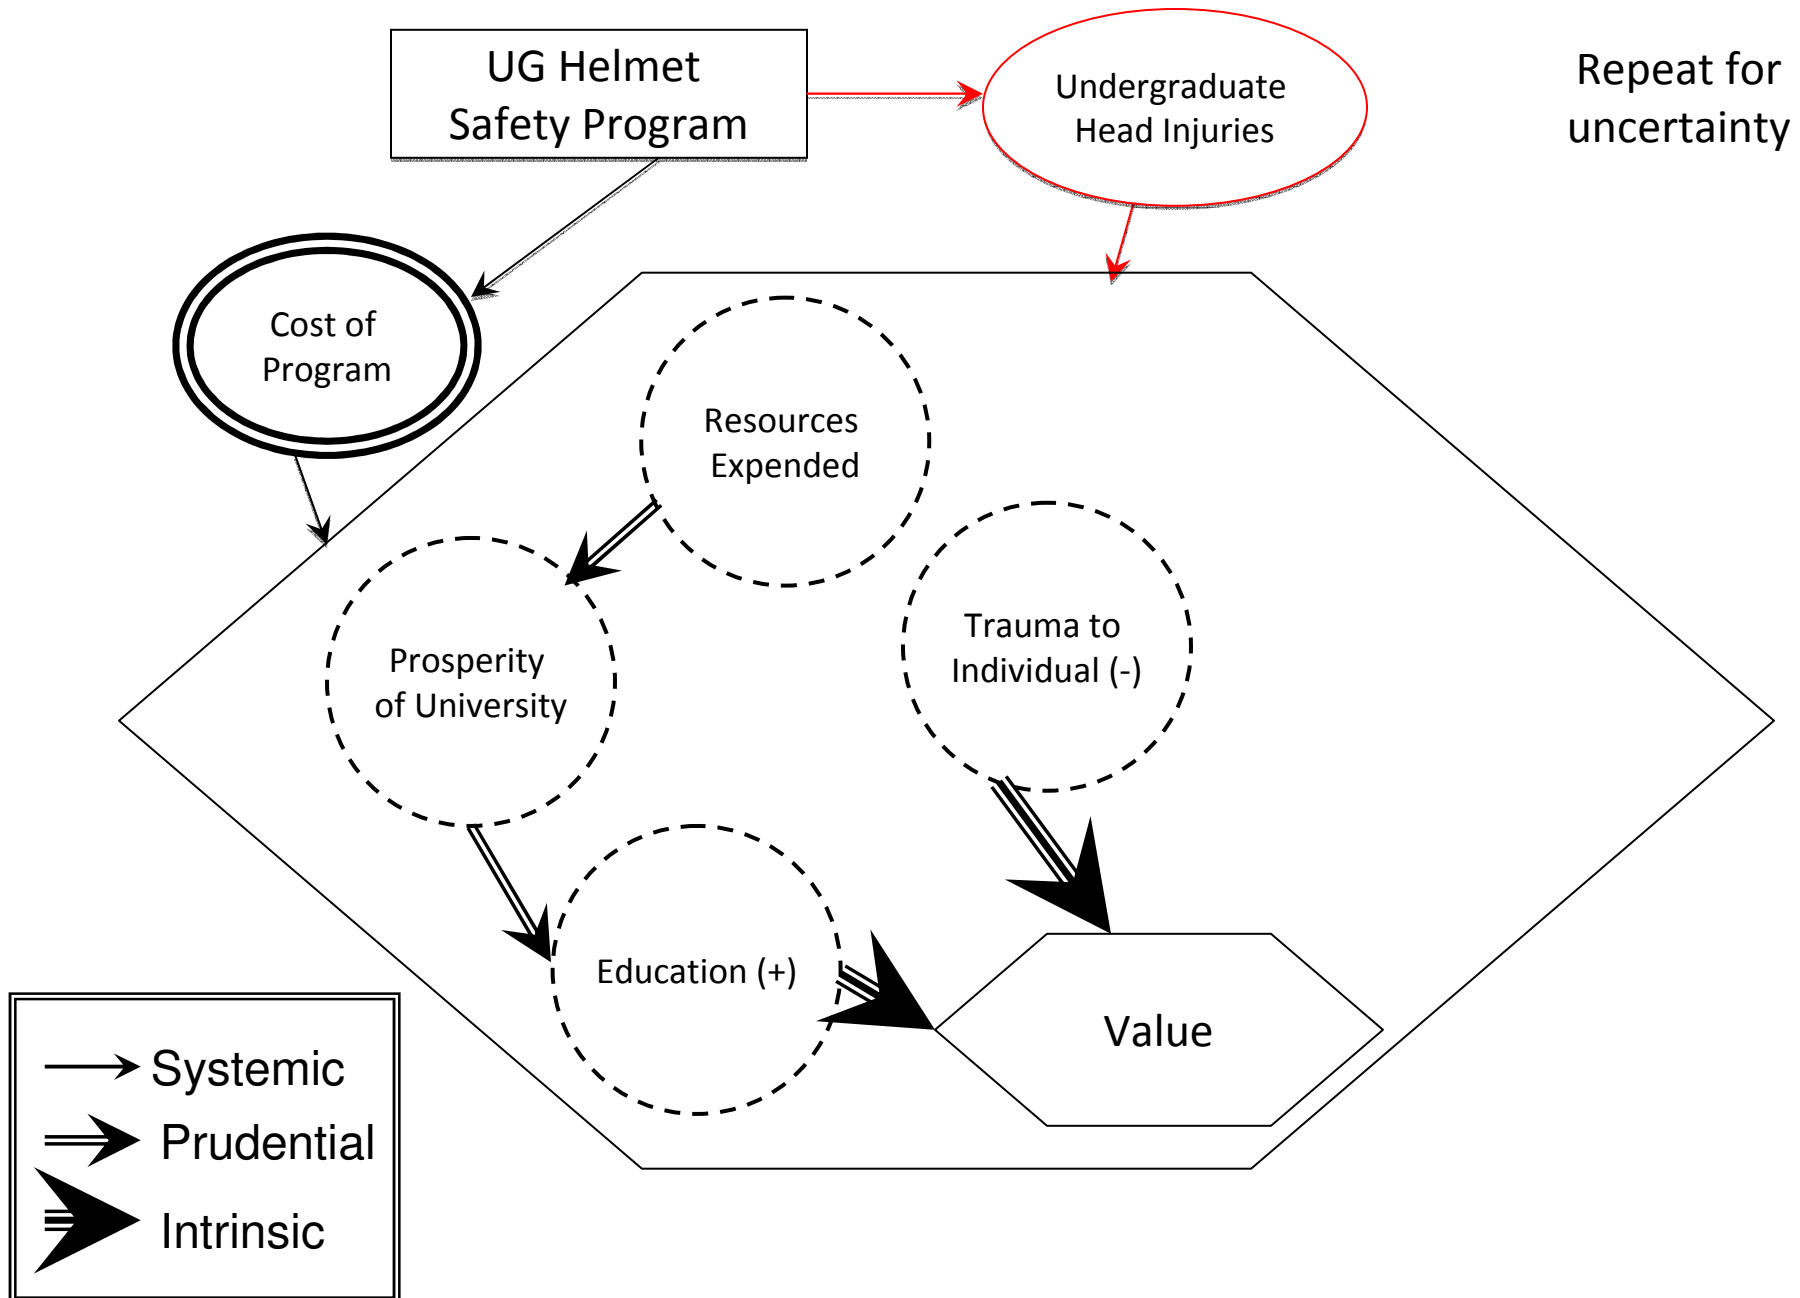 UG Helmet
Safety Program
Undergraduate
Head Injuries
Repeat for
uncertainty
Cost of
Program
Resources
Expended
Trauma to
Individual (-)
Prosperity
of University
Education (+)
Value
Systemic
Prudential
Intrinsic